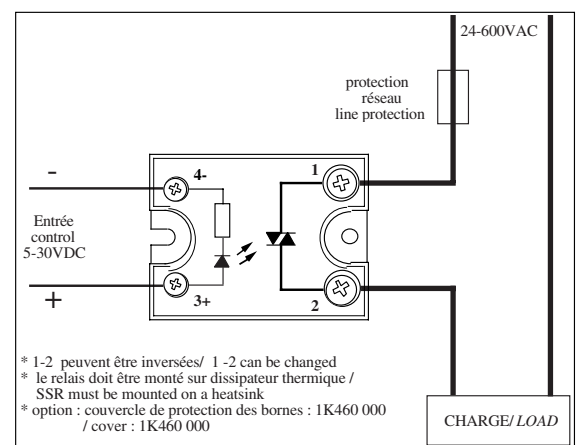 24-600VAC
protection
réseau
line protection
-
4-
1
Entrée
control
5-30VDC
+
3+
2
* 1-2 peuvent être inversées/ 1 -2 can be changed
* le relais doit être monté sur dissipateur thermique /
SSR must be mounted on a heatsink
* option : couvercle de protection des bornes : 1K460 000
/ cover : 1K460 000
CHARGE/ LOAD